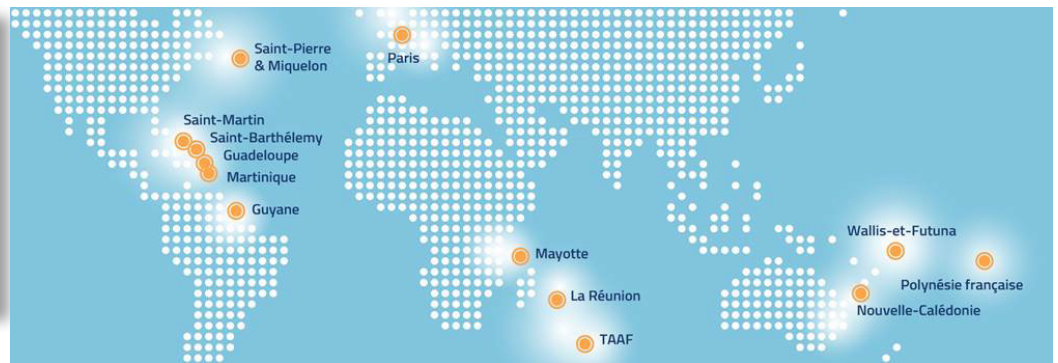 Saint-Pierre
& Miquelon
Paris
Saint-Martin
Saint-Barthélemy
Guadeloupe
Martinique
Guyane
Mayotte
La Réunion
TAAF
Wallis-et-Futuna
Polynésie française
Nouvelle-Calédonie